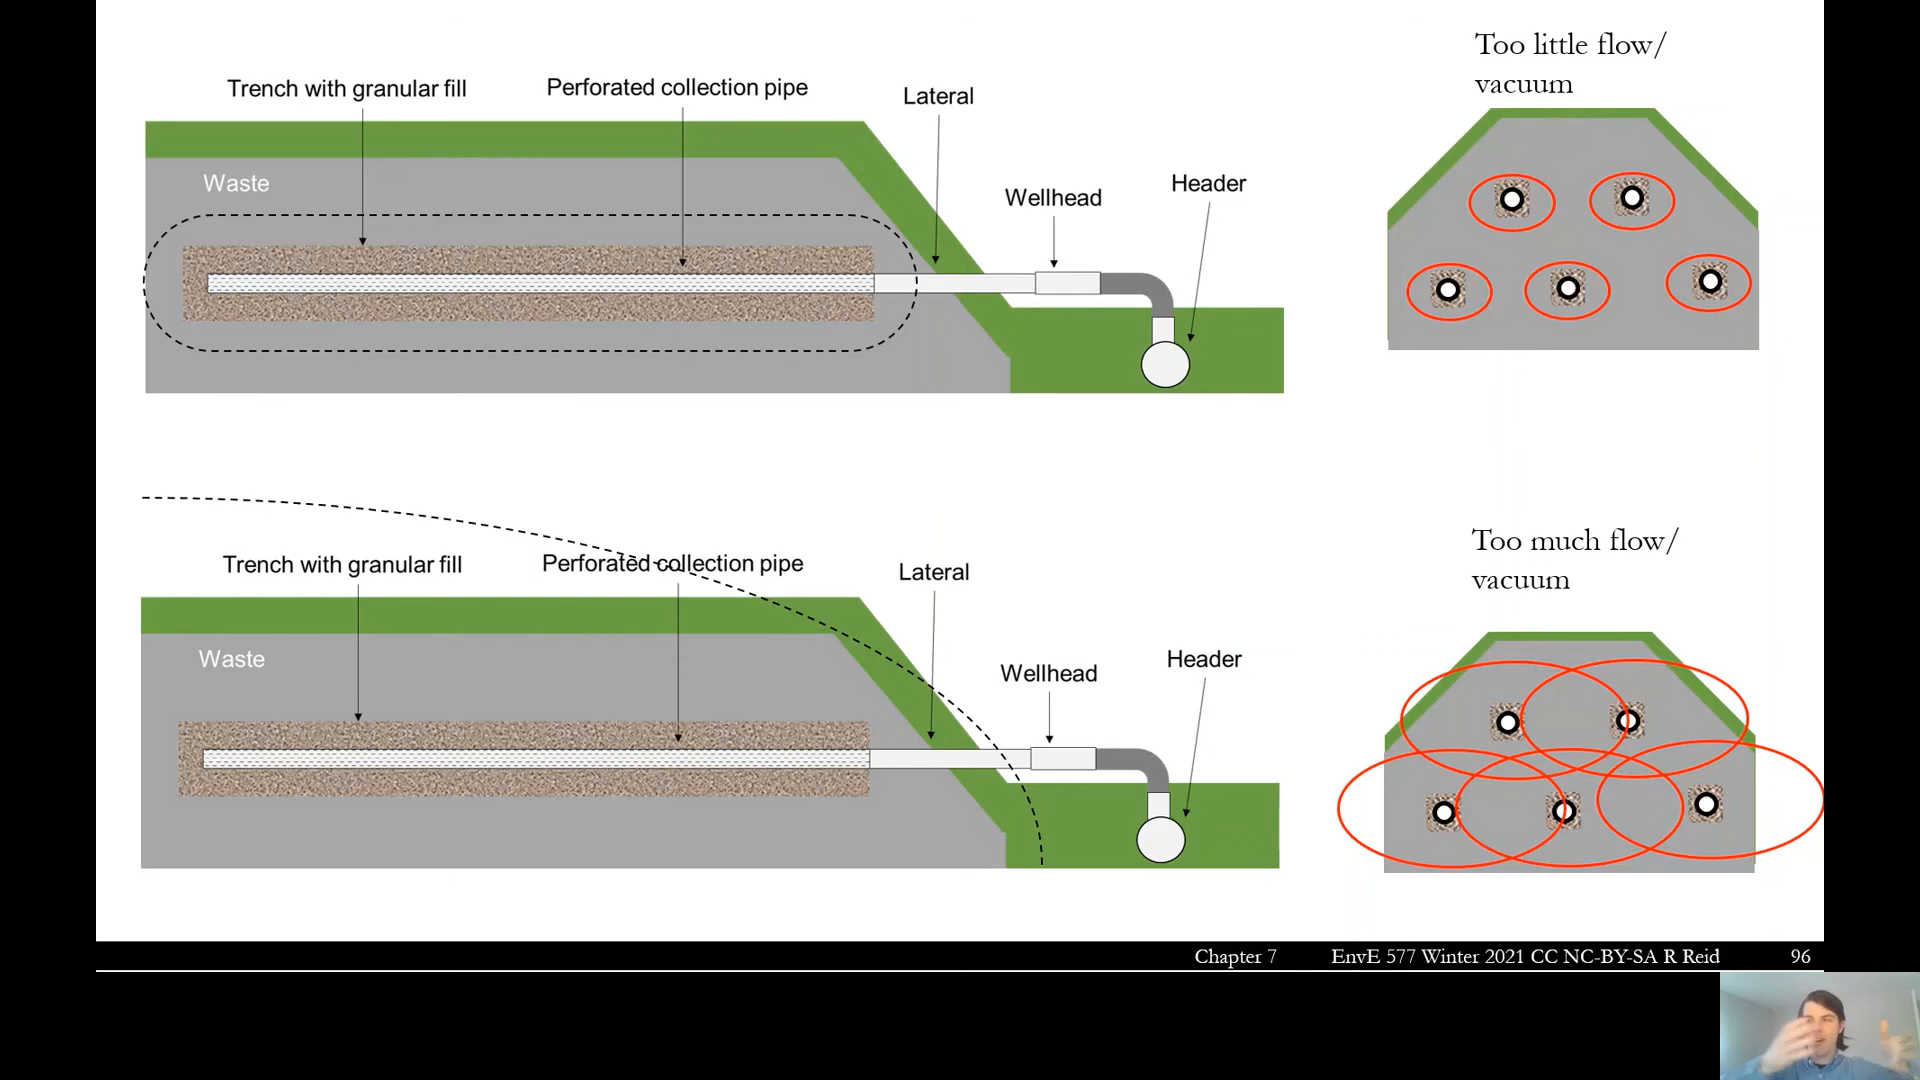 Trench with granular fill
Perforated collection pipe
Lateral
Too little flow/
vacuum
Waste
Wellhead
Header
Trench with granular fill
Perforated collection pipe
Lateral
Too much flow/
vacuum
Waste
Wellhead
Header
Chapter 7
EnvE 577 Winter 2021 CC NC-BY-SA R Reid
96